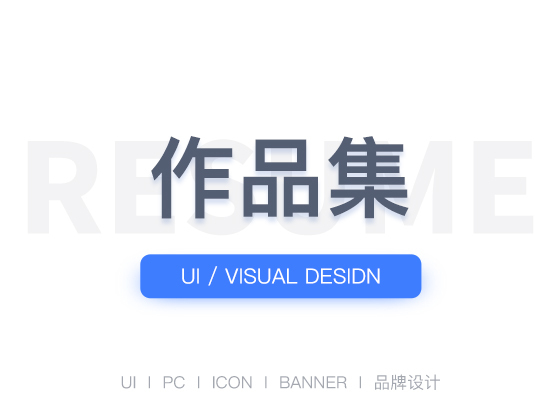 RESUME
作品集
UI / VISUAL DESIDN
UI I PC I ICON I BANNER I 品牌设计